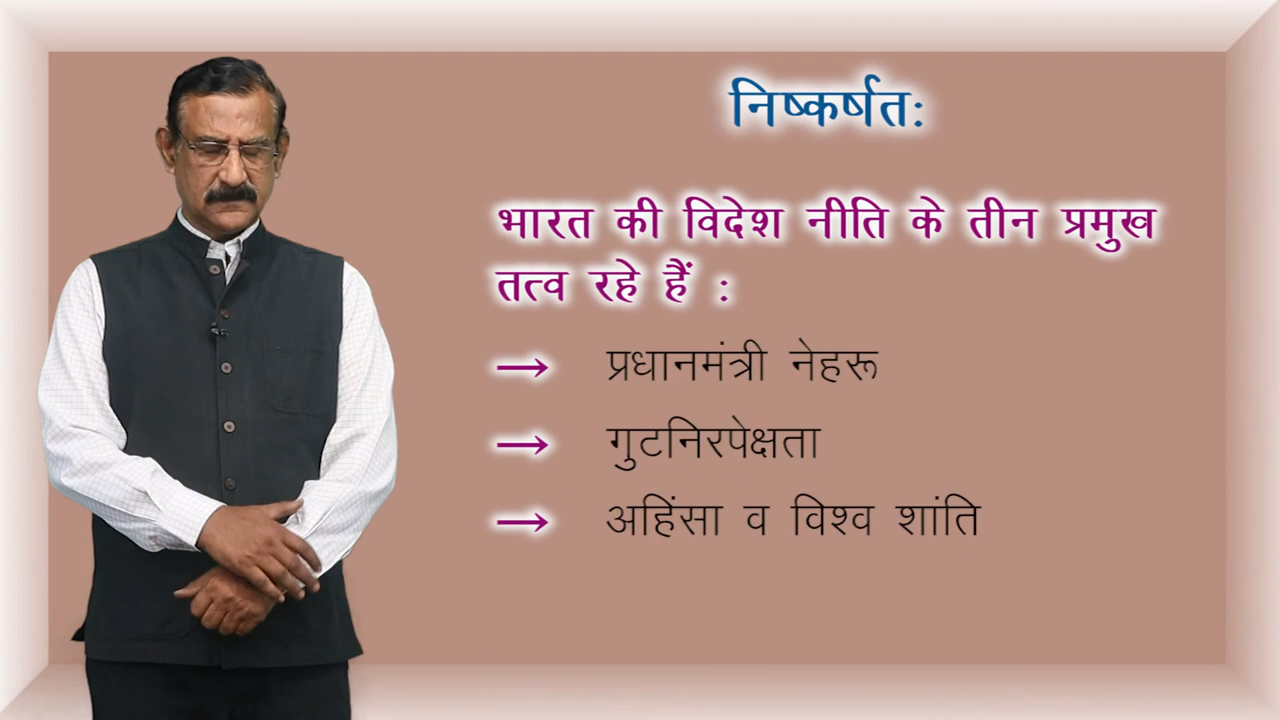 निष्कर्षत:
भारत की विदेश नीति के तीन प्रमुख
तत्व रहे हैं :
→ प्रधानमंत्री नेहरू
→ गुटनिरपेक्षता
→ अहिंसा व विश्व शांति